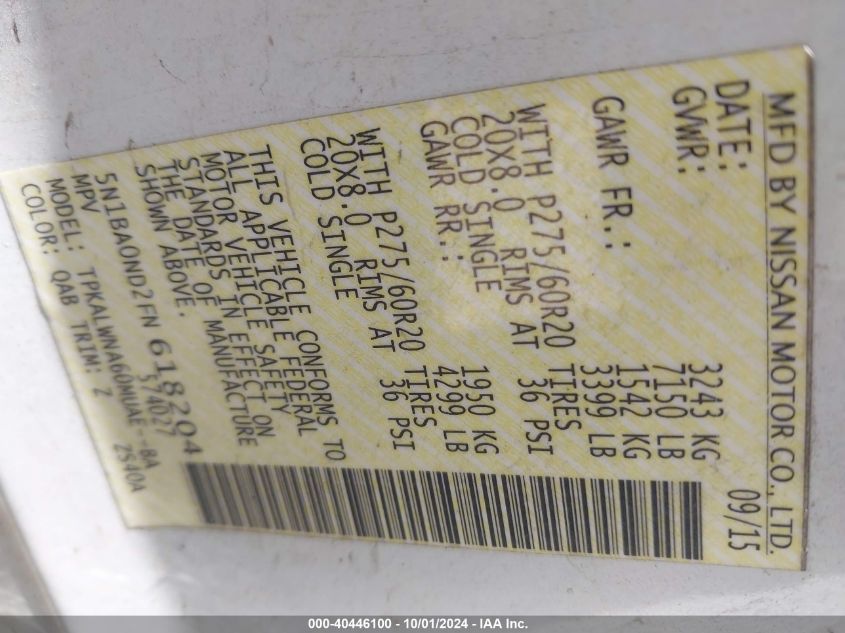 MFD BY NISSAN MOTOR CO., LTD.
DATE: 09/15
GVWR: 3243 KG
7150 LB
GAWR FR.: 1542 KG
3399 LB
WITH P275/60R20 TIRES
20X8.0 RIMS AT 36 PSI
COLD SINGLE
GAWR RR.: 1950 KG
4299 LB
WITH P275/60R20 TIRES
20X8.0 RIMS AT 36 PSI
COLD SINGLE
THIS VEHICLE CONFORMS TO
ALL APPLICABLE FEDERAL
MOTOR VEHICLE SAFETY
STANDARDS IN EFFECT ON
THE DATE OF MANUFACTURE
SHOWN ABOVE.
5N1BA0ND2FN618204
MPV 574027
MODEL: TPKALWNA60MUAE-‑8A
COLOR: QAB TRIM: Z 2S40A
000-40446100 - 10/01/2024 - IAA Inc.